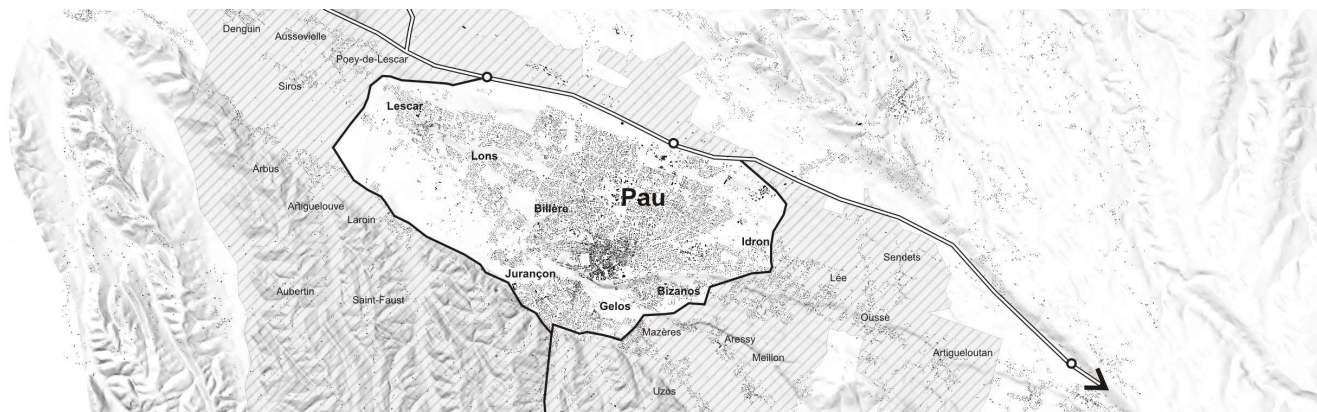 Denguin
Aussevielle
Poey-de-Lescar
Siros
Lescar
Lons
Arbus
Pau
Artiguelouve
Billère
Laroin
Idron
Sendets
Jurançon
Lée
Aubertin
Saint-Faust
Bizanos
Gelos
Ousse
Mazères
Aressy
Artigueloutan
Meillon
Uzos